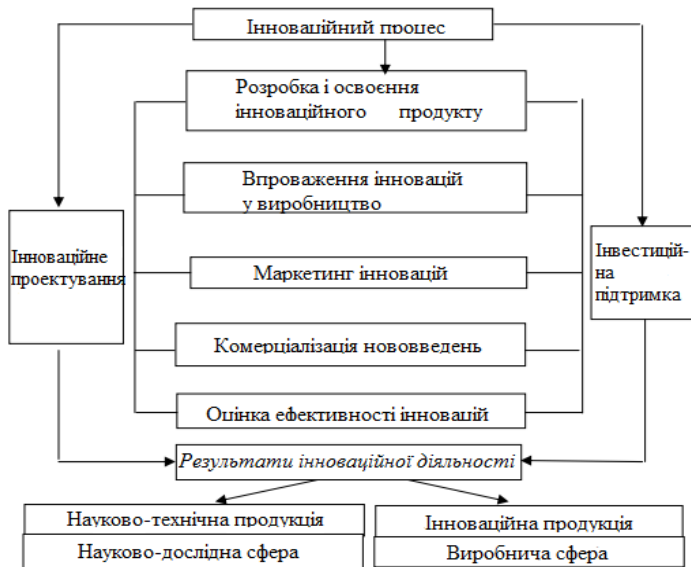 Інноваційний процес
Розробка і освоєння
інноваційного продукту
Впроваження інновацій
у виробництво
Інноваційне
проектування
Інвестицій-
на
підтримка
Маркетинг інновацій
Комерціалізація нововведень
Оцінка ефективності інновацій
Результати інноваційної діяльності
Науково-технічна продукція
Інноваційна продукція
Науково-дослідна сфера
Виробнича сфера